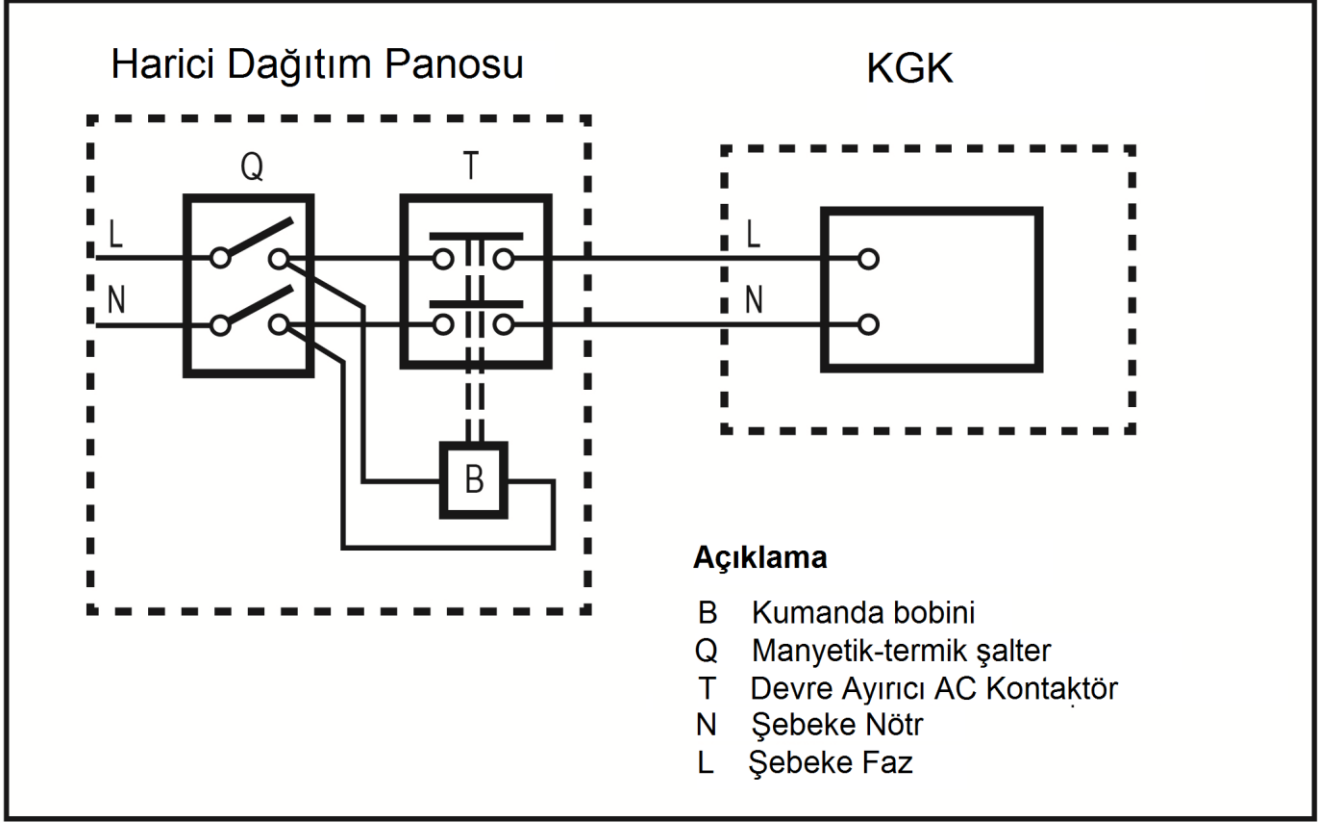 Harici Dağıtım Panosu
KGK
Q
T
L
N
L
N
B
Açıklama
B Kumanda bobini
Q Manyetik-termik şalter
T Devre Ayırıcı AC Kontaktör
N Şebeke Nötr
L Şebeke Faz